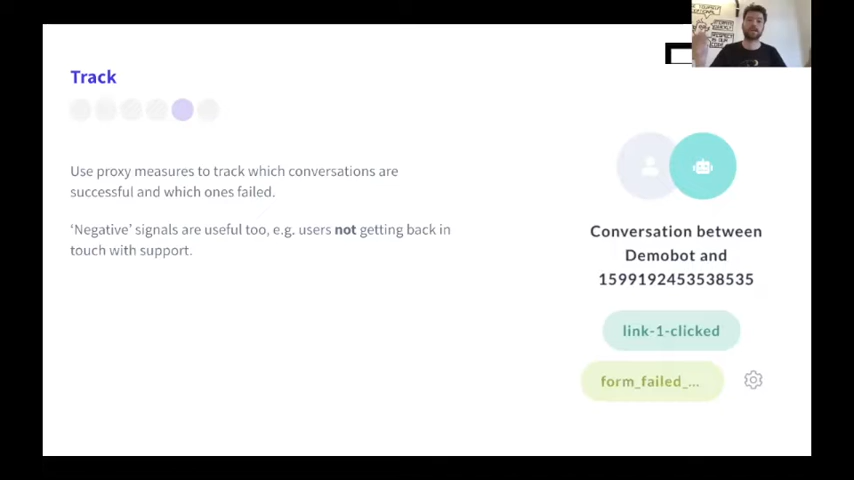 Track
Use proxy measures to track which conversations are
successful and which ones failed.
‘Negative’ signals are useful too, e.g. users not getting back in
touch with support.
Conversation between
Demobot and
1599192453538535
link-1-clicked
form_failed_...